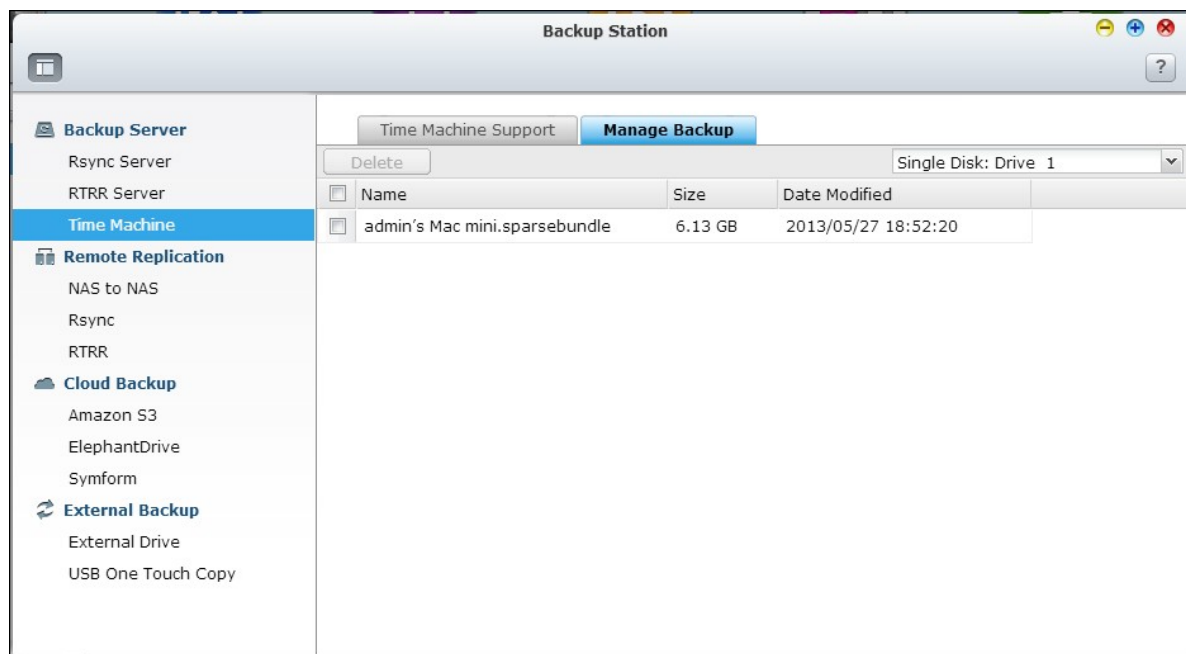 Backup Station
?
Backup Server
Rsync Server
RTRR Server
Time Machine
Remote Replication
NAS to NAS
Rsync
RTRR
Cloud Backup
Amazon S3
ElephantDrive
Symform
External Backup
External Drive
USB One Touch Copy
Time Machine Support Manage Backup
Delete Single Disk: Drive 1
Name Size Date Modified
admin's Mac mini.sparsebundle 6.13 GB 2013/05/27 18:52:20